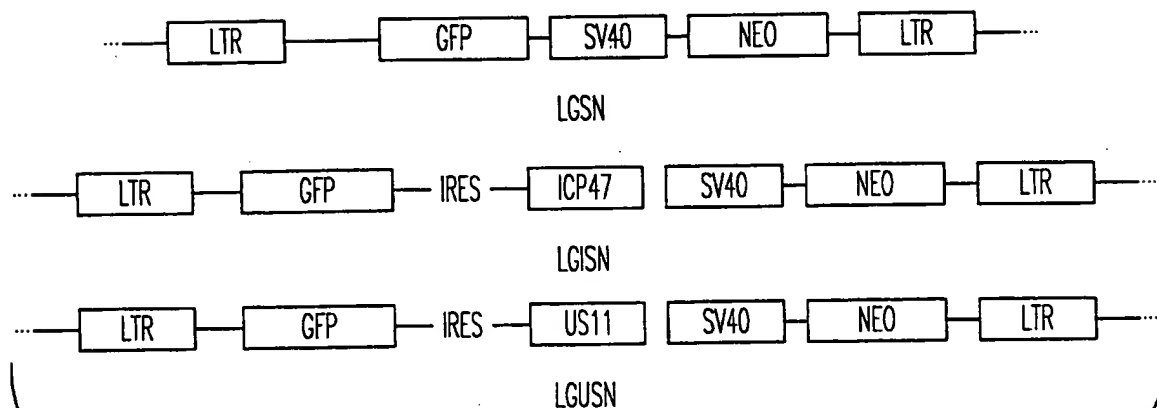 ... LTR GFP SV40 NEO LTR ...
LGSN
... LTR GFP IRES ICP47 SV40 NEO LTR ...
LGISN
... LTR GFP IRES US11 SV40 NEO LTR ...
LGUSN